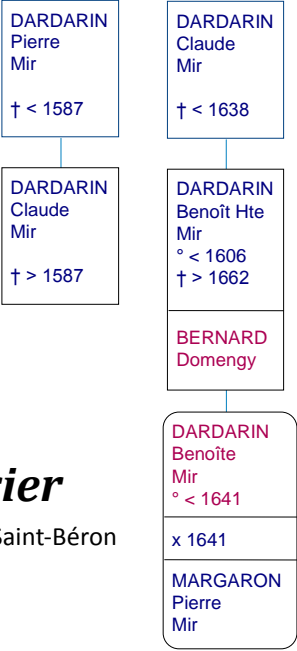 DARDARIN
Pierre
Mir
† < 1587
DARDARIN
Claude
Mir
† > 1587
DARDARIN
Claude
Mir
† < 1638
DARDARIN
Benoît Hte
Mir
° < 1606
† > 1662
BERNARD
Domengy
DARDARIN
Benoîte
Mir
° < 1641
x 1641
MARGARON
Pierre
Mir
rier
Saint-Béron